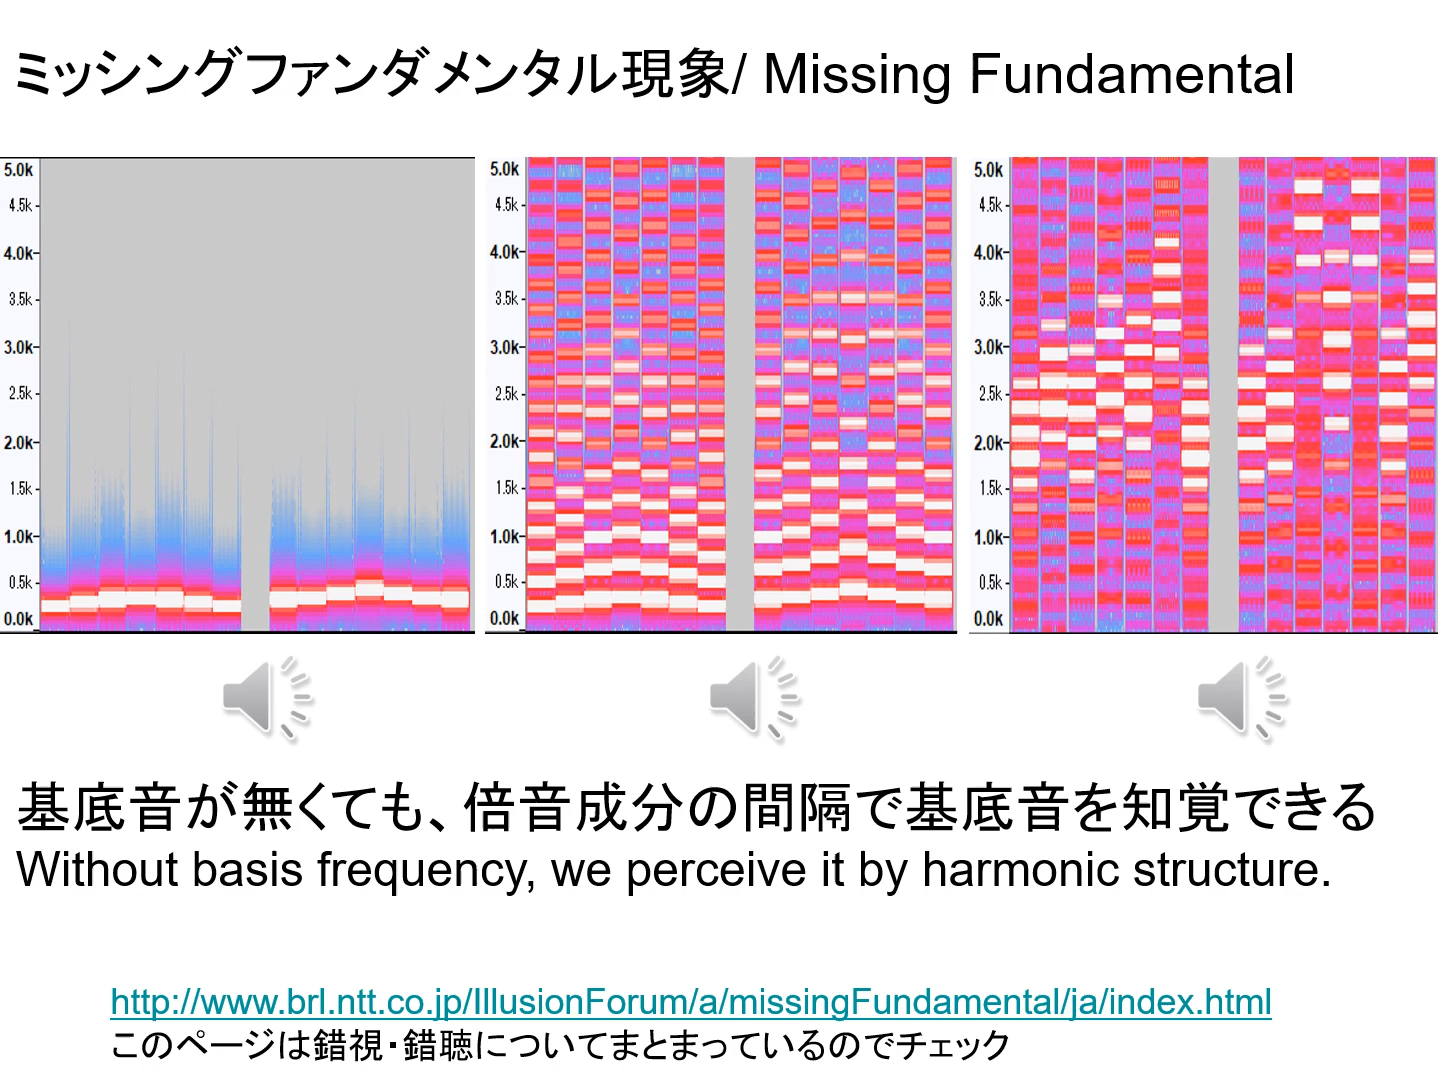 ミッシングファンダメンタル現象/ Missing Fundamental
5.0k
4.5k
4.0k
3.5k
3.0k
2.5k
2.0k
1.5k
1.0k
0.5k
0.0k
5.0k
4.5k
4.0k
3.5k
3.0k
2.5k
2.0k
1.5k
1.0k
0.5k
0.0k
5.0k
4.5k
4.0k
3.5k
3.0k
2.5k
2.0k
1.5k
1.0k
0.5k
0.0k
基底音が無くても、倍音成分の間隔で基底音を知覚できる
Without basis frequency, we perceive it by harmonic structure.
http://www.brl.ntt.co.jp/IllusionForum/a/missingFundamental/ja/index.html
このページは錯視・錯聴についてまとまっているのでチェック